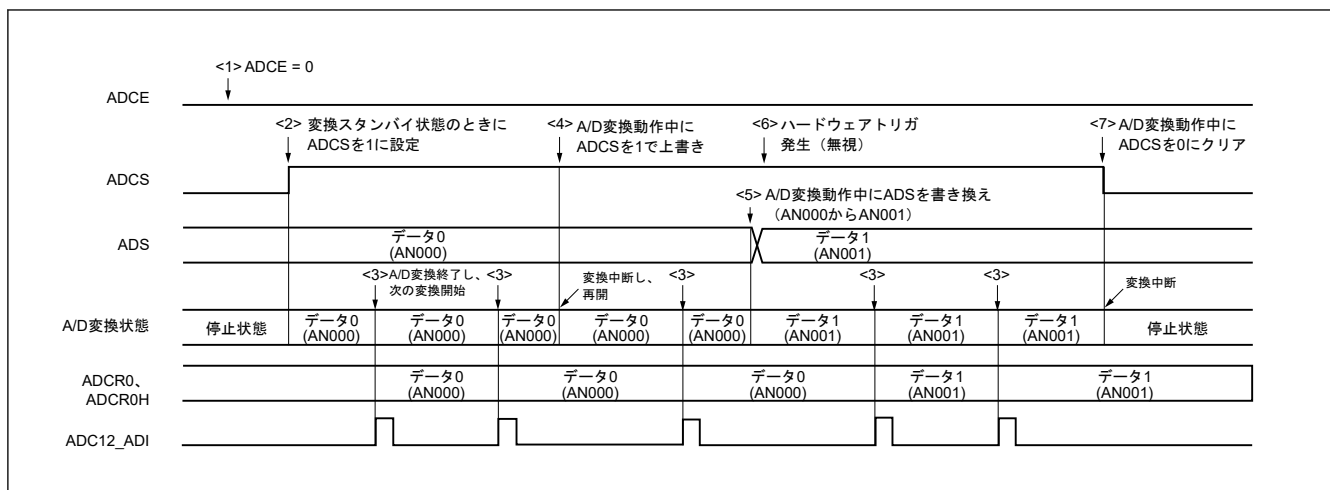 <1> ADCE = 0
ADCE
<2> 変換スタンバイ状態のときに
ADCSを1に設定
<4> A/D変換動作中に
ADCSを1で上書き
<6> ハードウェアトリガ
発生（無視）
<7> A/D変換動作中に
ADCSを0にクリア
ADCS
<5> A/D変換動作中にADSを書き換え
（AN000からAN001）
ADS
データ0
(AN000)
データ1
(AN001)
<3> A/D変換終了し、
次の変換開始
<3>
変換中断し、
再開
<3>
<3>
<3>
変換中断
A/D変換状態
停止状態
データ0
(AN000)
データ0
(AN000)
データ0
(AN000)
データ0
(AN000)
データ0
(AN000)
データ1
(AN001)
データ1
(AN001)
データ1
(AN001)
停止状態
ADCR0、
ADCR0H
データ0
(AN000)
データ0
(AN000)
データ0
(AN000)
データ1
(AN001)
データ1
(AN001)
ADC12_ADI